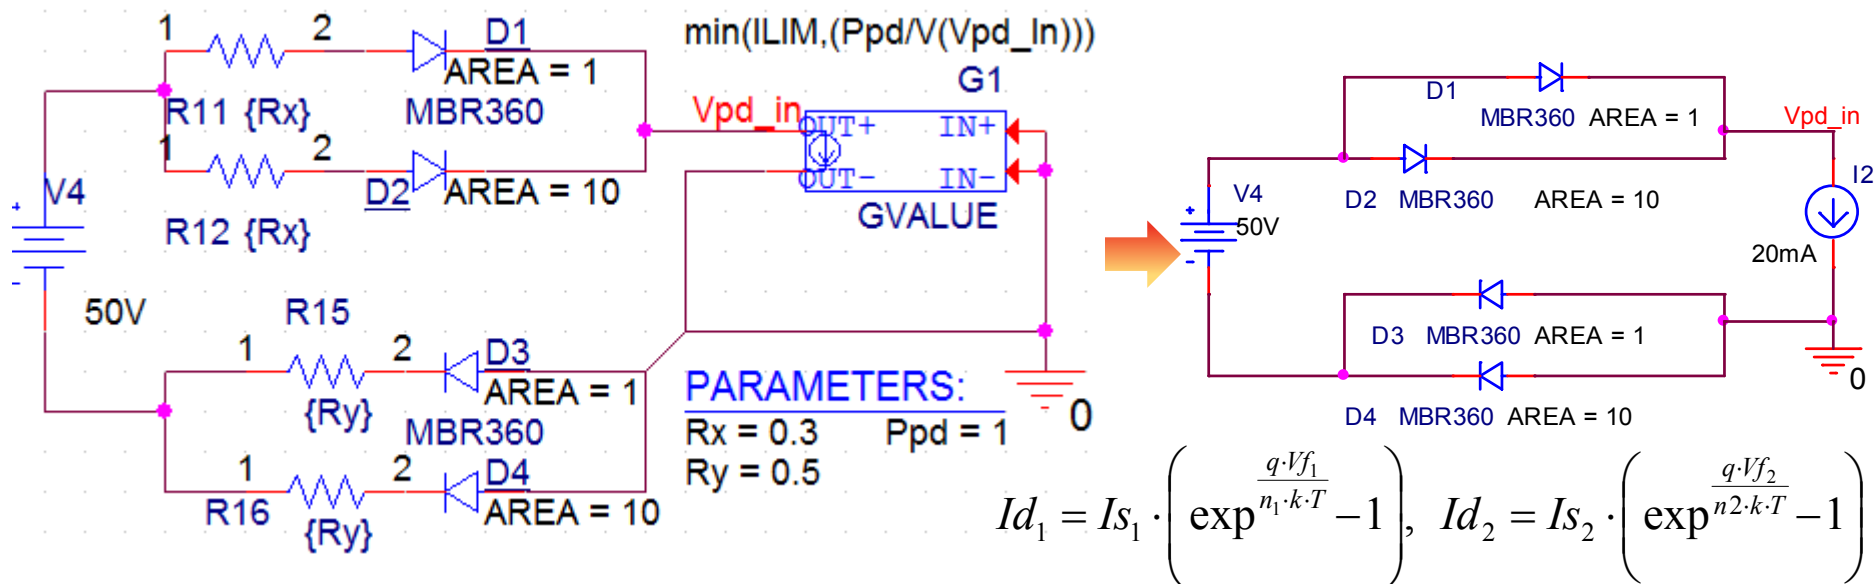 min(ILIM,(Ppd/V(Vpd_In)))
1 2 D1
AREA = 1
G1
R11 {Rx} MBR360
Vpd_in
OUT+ IN+
1 2
D2 AREA = 10
OUT- IN-
V4
R12 {Rx}
GVALUE
+
-
50V
R15
1 2 D3
AREA = 1
{Ry}
MBR360
1 2 D4
R16 AREA = 10
{Ry}
PARAMETERS:
Rx = 0.3 Ppd = 1
Ry = 0.5
0
D1
MBR360 AREA = 1
Vpd_in
D2 MBR360 AREA = 10
I2
V4
+
50V
-
20mA
D3 MBR360 AREA = 1
0
D4 MBR360 AREA = 10
Id₁ = Is₁ · ( exp^(q·Vf₁ / n₁·k·T) − 1 ), Id₂ = Is₂ · ( exp^(q·Vf₂ / n2·k·T) − 1 )